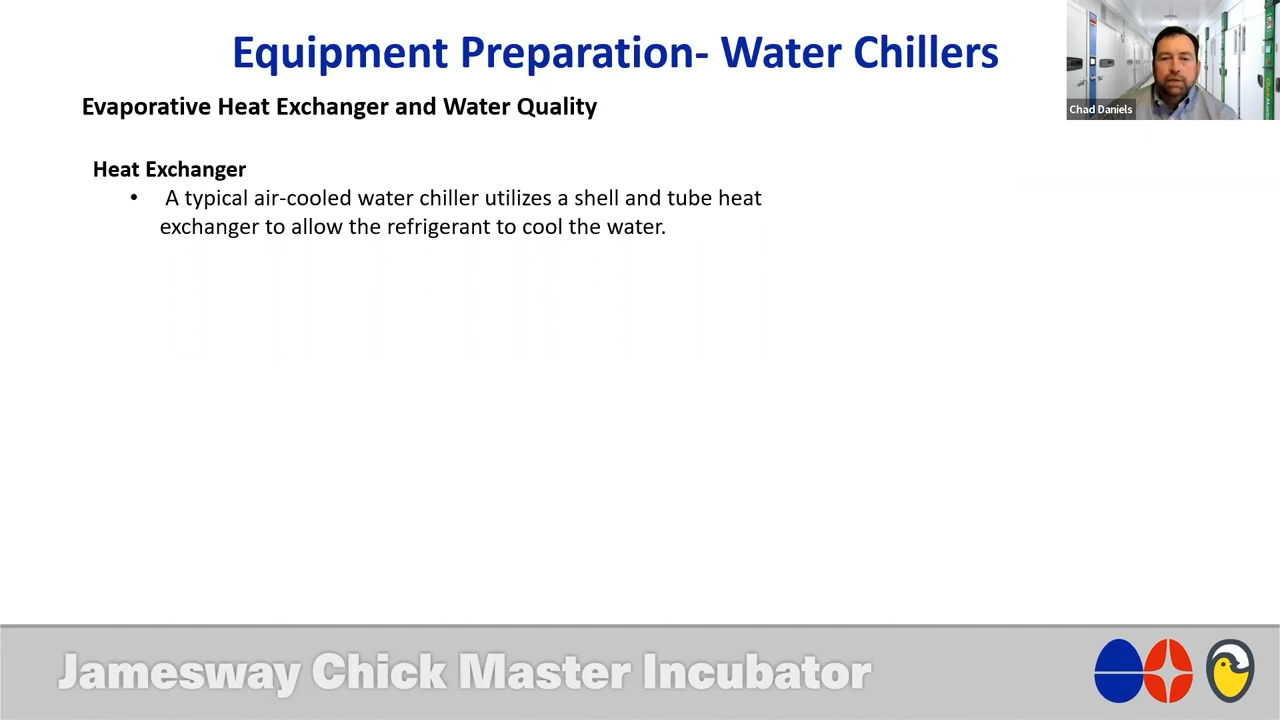 Equipment Preparation- Water Chillers
Chad Daniels
Evaporative Heat Exchanger and Water Quality
Heat Exchanger
• A typical air-cooled water chiller utilizes a shell and tube heat
exchanger to allow the refrigerant to cool the water.
Jamesway Chick Master Incubator